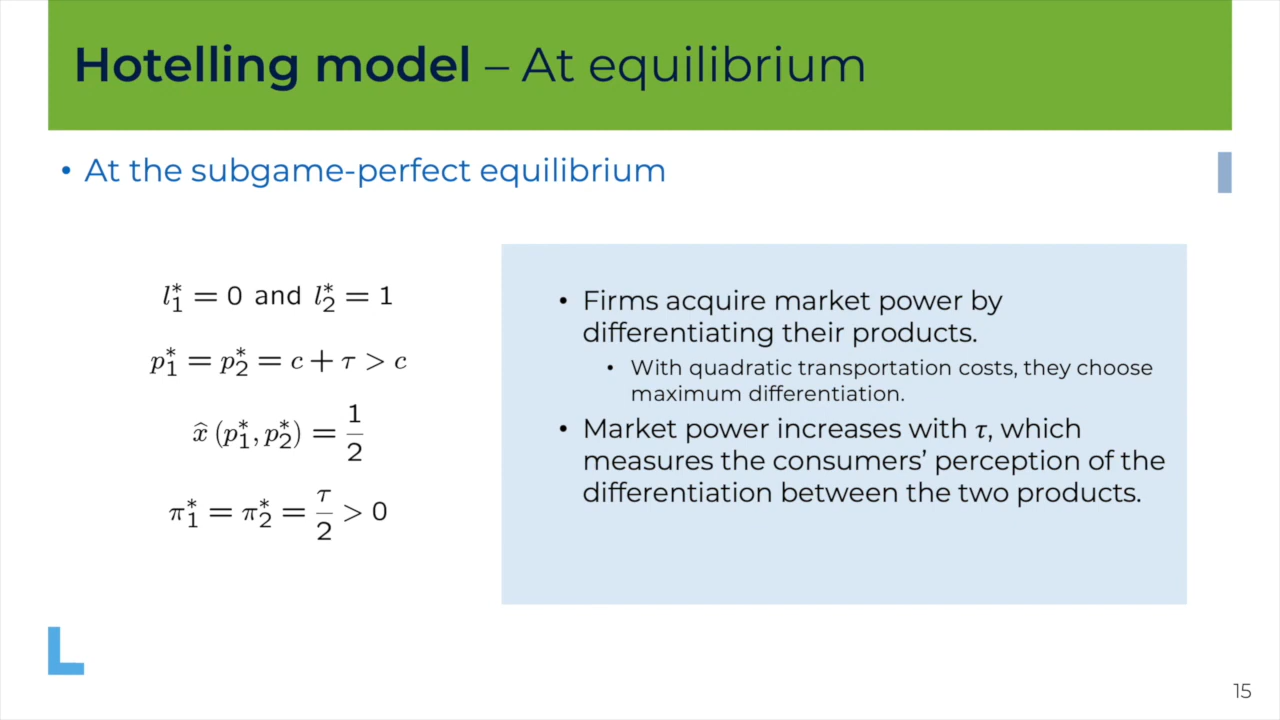 Hotelling model – At equilibrium
• At the subgame-perfect equilibrium
l₁* = 0 and l₂* = 1
p₁* = p₂* = c + τ > c
x̂ (p₁*, p₂*) = 1/2
π₁* = π₂* = τ/2 > 0
• Firms acquire market power by
differentiating their products.
• With quadratic transportation costs, they choose
maximum differentiation.
• Market power increases with τ, which
measures the consumers’ perception of the
differentiation between the two products.
15